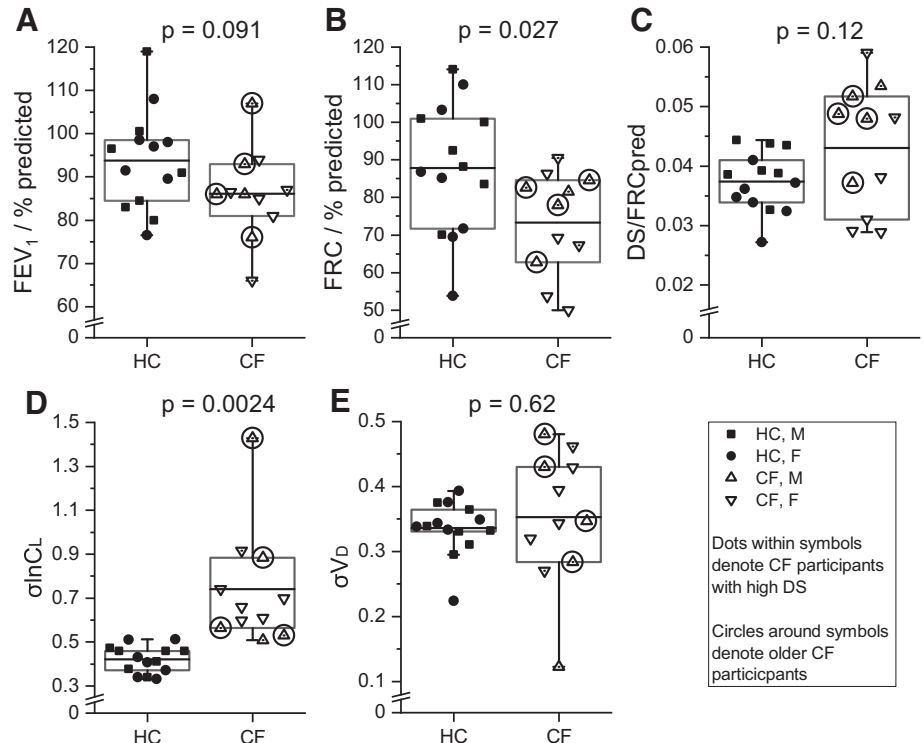 A
p = 0.091
FEV1 / % predicted
120
110
100
90
80
70
60
0
HC
CF
B
p = 0.027
FRC / % predicted
120
110
100
90
80
70
60
50
0
HC
CF
C
p = 0.12
DS/FRCpred
0.06
0.05
0.04
0.03
0.02
0
HC
CF
D
p = 0.0024
σlnCL
1.5
1.3
1.1
0.9
0.7
0.5
0.3
0
HC
CF
E
p = 0.62
σVD
0.5
0.4
0.3
0.2
0.1
0
HC
CF
HC, M
HC, F
CF, M
CF, F
Dots within symbols
denote CF participants
with high DS
Circles around symbols
denote older CF
particicpants